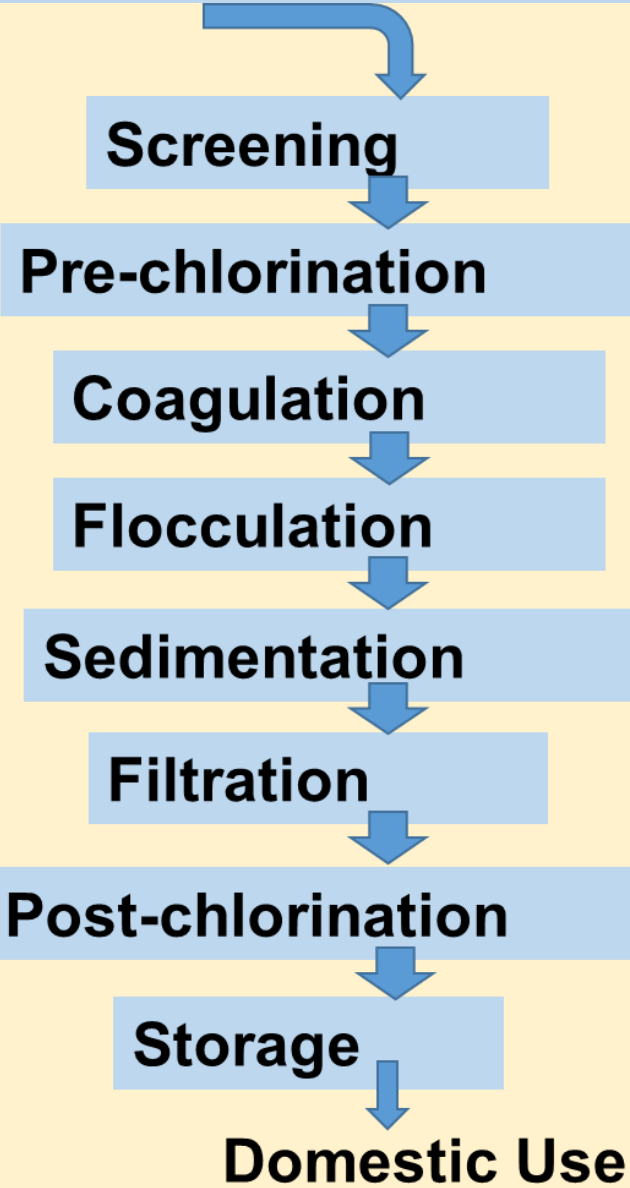 Screening
Pre-chlorination
Coagulation
Flocculation
Sedimentation
Filtration
Post-chlorination
Storage
Domestic Use